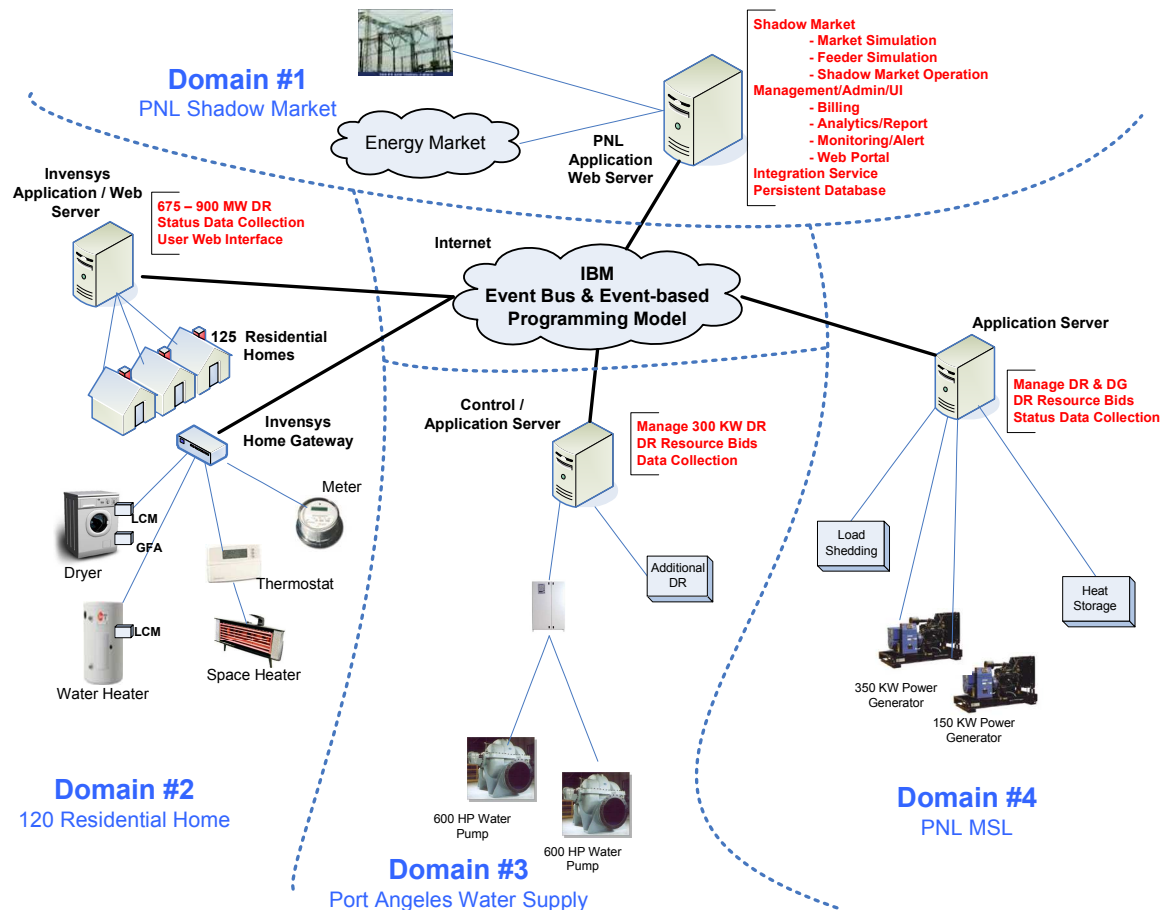 Domain #1
PNL Shadow Market
Energy Market
PNL
Application
Web Server
Shadow Market
- Market Simulation
- Feeder Simulation
- Shadow Market Operation
Management/Admin/UI
- Billing
- Analytics/Report
- Monitoring/Alert
- Web Portal
Integration Service
Persistent Database
Invensys
Application / Web
Server
675 – 900 MW DR
Status Data Collection
User Web Interface
Internet
IBM
Event Bus & Event-based
Programming Model
125 Residential
Homes
Invensys
Home Gateway
Meter
LCM
GFA
Dryer
Thermostat
LCM
Water Heater
Space Heater
Domain #2
120 Residential Home
Control /
Application Server
Manage 300 KW DR
DR Resource Bids
Data Collection
Additional
DR
600 HP Water
Pump
600 HP Water
Pump
Domain #3
Port Angeles Water Supply
Application Server
Manage DR & DG
DR Resource Bids
Status Data Collection
Load
Shedding
Heat
Storage
350 KW Power
Generator
150 KW Power
Generator
Domain #4
PNL MSL